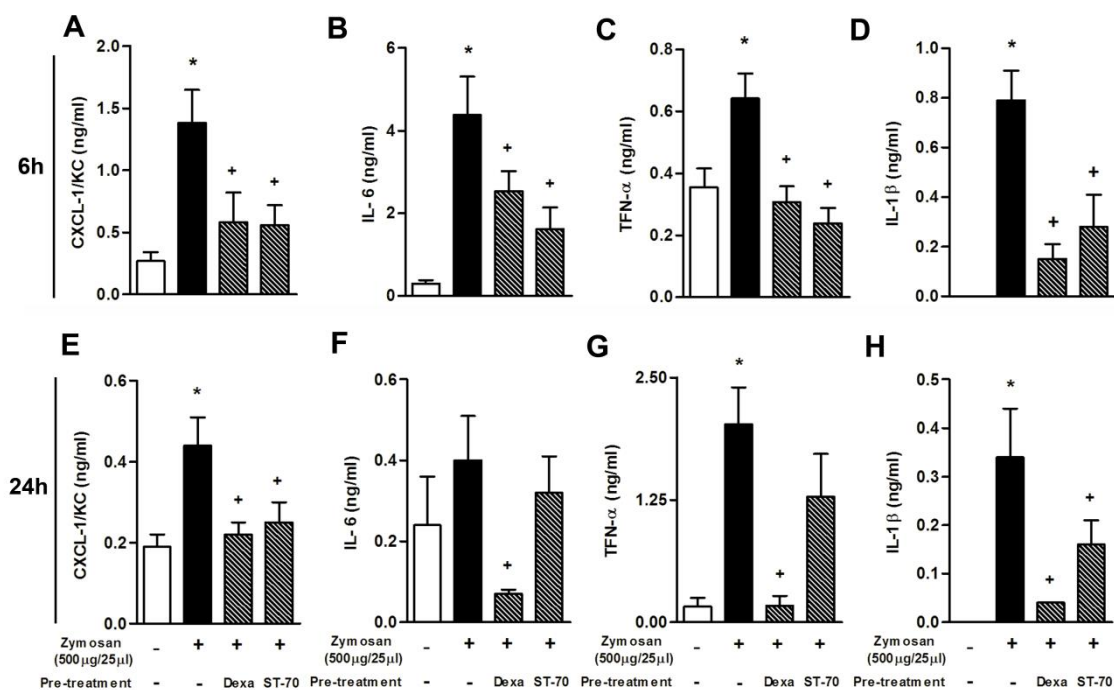 A
B
C
D
6h
CXCL-1/KC (ng/ml)
2.0
1.5
1.0
0.5
0.0
*
+
+
IL- 6 (ng/ml)
6
4
2
0
*
+
+
TFN-α (ng/ml)
0.8
0.6
0.4
0.2
0.0
*
+
+
IL-1β (ng/ml)
1.0
0.8
0.6
0.4
0.2
0.0
*
+
+
E
F
G
H
24h
CXCL-1/KC (ng/ml)
0.6
0.4
0.2
0.0
*
+
+
IL- 6 (ng/ml)
0.6
0.4
0.2
0.0
+
TFN-α (ng/ml)
2.50
1.25
0.00
*
+
IL-1β (ng/ml)
0.5
0.4
0.3
0.2
0.1
0.0
*
+
+
Zymosan - + + +
(500µg/25µl)
Pre-treatment - - Dexa ST-70
Zymosan - + + +
(500µg/25µl)
Pre-treatment - - Dexa ST-70
Zymosan - + + +
(500µg/25µl)
Pre-treatment - - Dexa ST-70
Zymosan - + + +
(500µg/25µl)
Pre-treatment - - Dexa ST-70